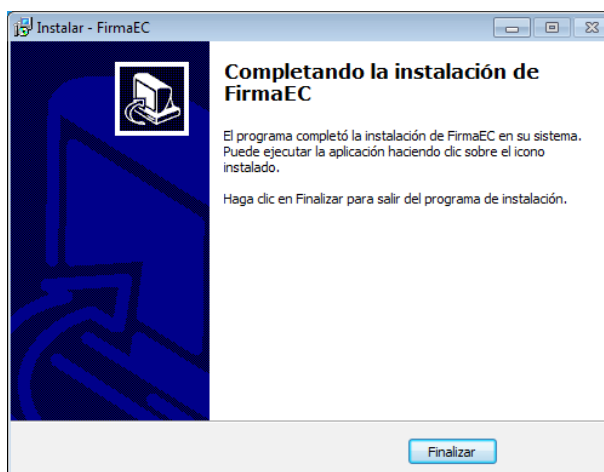 Instalar - FirmaEC
Completando la instalación de
FirmaEC
El programa completó la instalación de FirmaEC en su sistema.
Puede ejecutar la aplicación haciendo clic sobre el icono
instalado.
Haga clic en Finalizar para salir del programa de instalación.
Finalizar